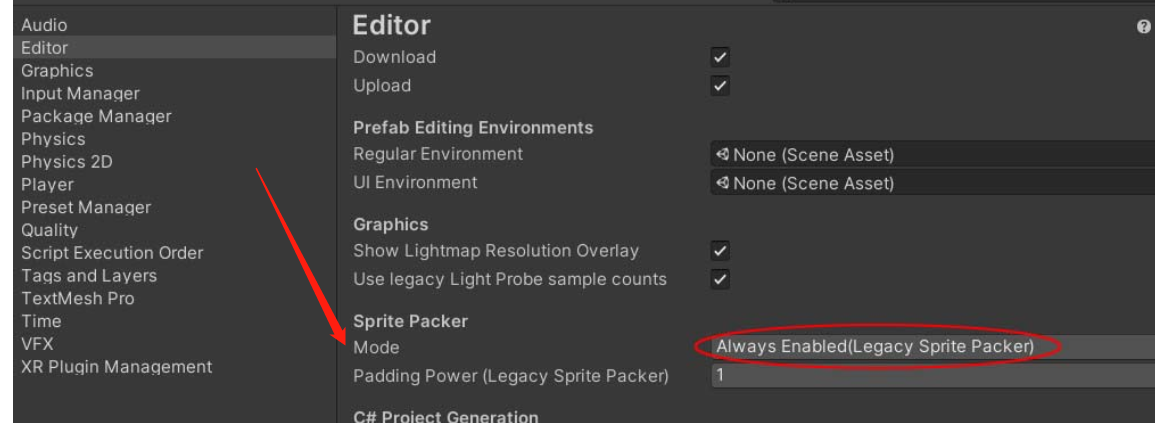 Audio
Editor
Graphics
Input Manager
Package Manager
Physics
Physics 2D
Player
Preset Manager
Quality
Script Execution Order
Tags and Layers
TextMesh Pro
Time
VFX
XR Plugin Management
Editor
Download
Upload
Prefab Editing Environments
Regular Environment None (Scene Asset)
UI Environment None (Scene Asset)
Graphics
Show Lightmap Resolution Overlay
Use legacy Light Probe sample counts
Sprite Packer
Mode Always Enabled(Legacy Sprite Packer)
Padding Power (Legacy Sprite Packer) 1
C# Project Generation